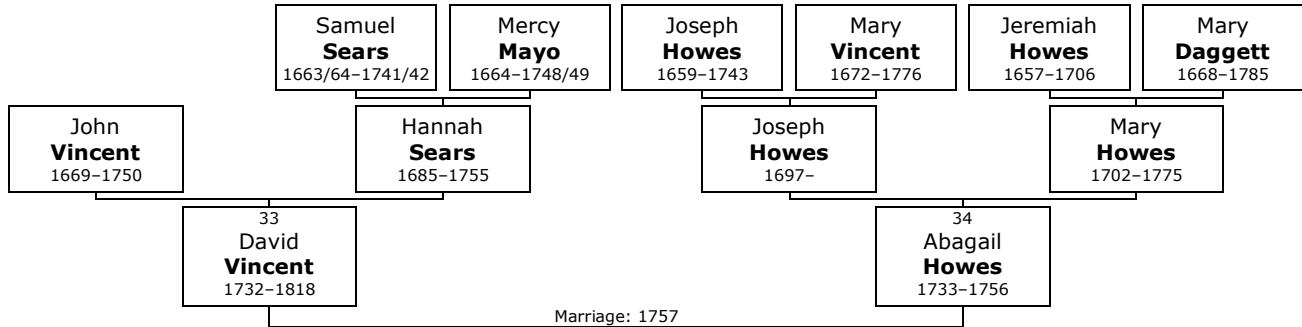 Samuel
Sears
1663/64–1741/42
Mercy
Mayo
1664–1748/49
Joseph
Howes
1659–1743
Mary
Vincent
1672–1776
Jeremiah
Howes
1657–1706
Mary
Daggett
1668–1785
John
Vincent
1669–1750
Hannah
Sears
1685–1755
Joseph
Howes
1697–
Mary
Howes
1702–1775
33
David
Vincent
1732–1818
34
Abagail
Howes
1733–1756
Marriage: 1757